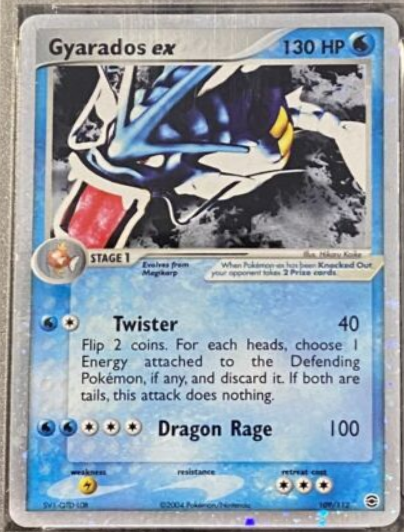 Gyarados ex 130 HP
Illus. Hikaru Koike
STAGE 1 Evolves from When Pokémon-ex has been Knocked Out,
Magikarp your opponent takes 2 Prize cards.
Twister 40
Flip 2 coins. For each heads, choose 1
Energy attached to the Defending
Pokémon, if any, and discard it. If both are
tails, this attack does nothing.
Dragon Rage 100
weakness resistance retreat cost
©2004 Pokémon/Nintendo 109/112